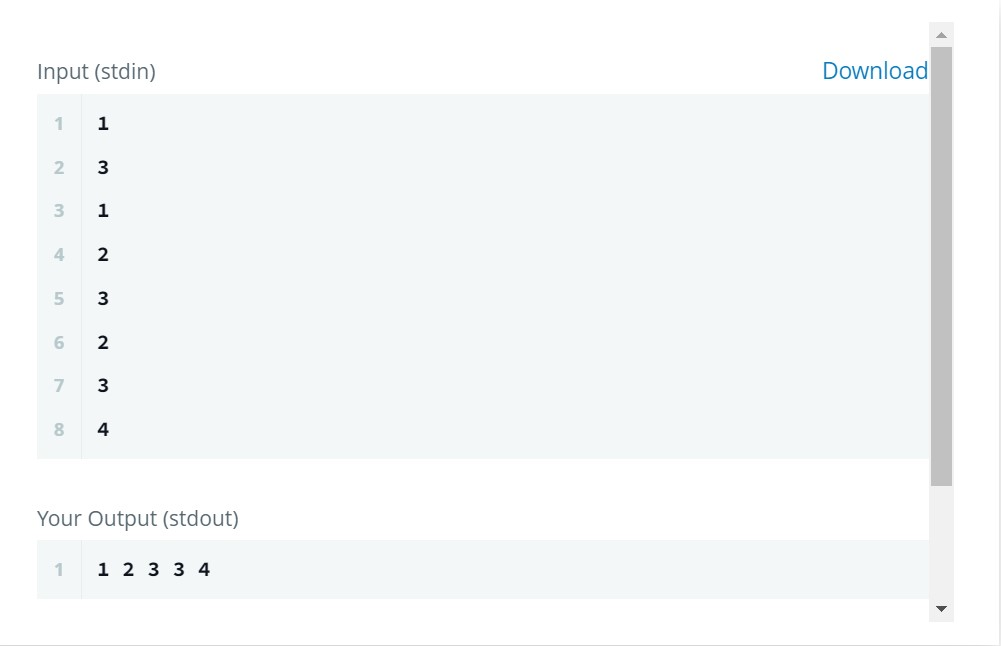 Input (stdin) Download
1 1
2 3
3 1
4 2
5 3
6 2
7 3
8 4
Your Output (stdout)
1 1 2 3 3 4